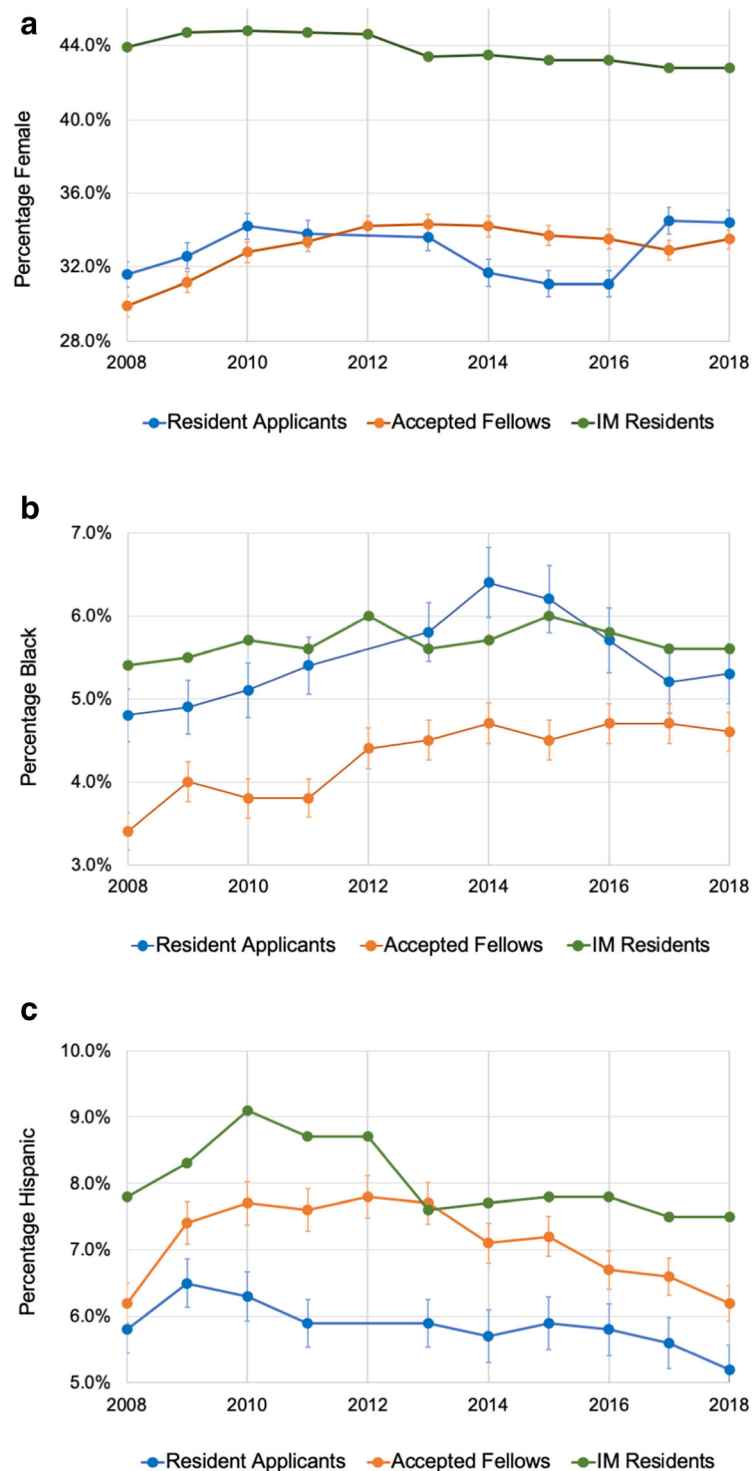 a
44.0%
40.0%
36.0%
32.0%
28.0%
Percentage Female
2008 2010 2012 2014 2016 2018
Resident Applicants Accepted Fellows IM Residents
b
7.0%
6.0%
5.0%
4.0%
3.0%
Percentage Black
2008 2010 2012 2014 2016 2018
Resident Applicants Accepted Fellows IM Residents
c
10.0%
9.0%
8.0%
7.0%
6.0%
5.0%
Percentage Hispanic
2008 2010 2012 2014 2016 2018
Resident Applicants Accepted Fellows IM Residents